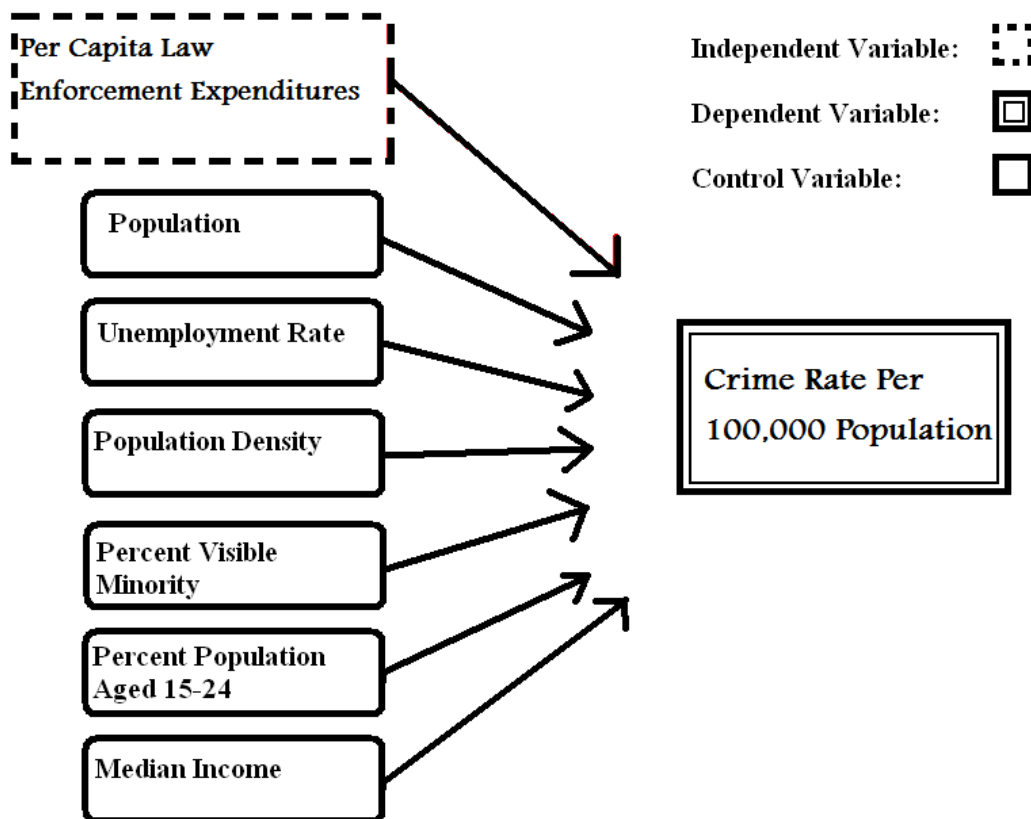 Per Capita Law
Enforcement Expenditures
Population
Unemployment Rate
Population Density
Percent Visible
Minority
Percent Population
Aged 15-24
Median Income
Independent Variable:
Dependent Variable:
Control Variable:
Crime Rate Per
100,000 Population